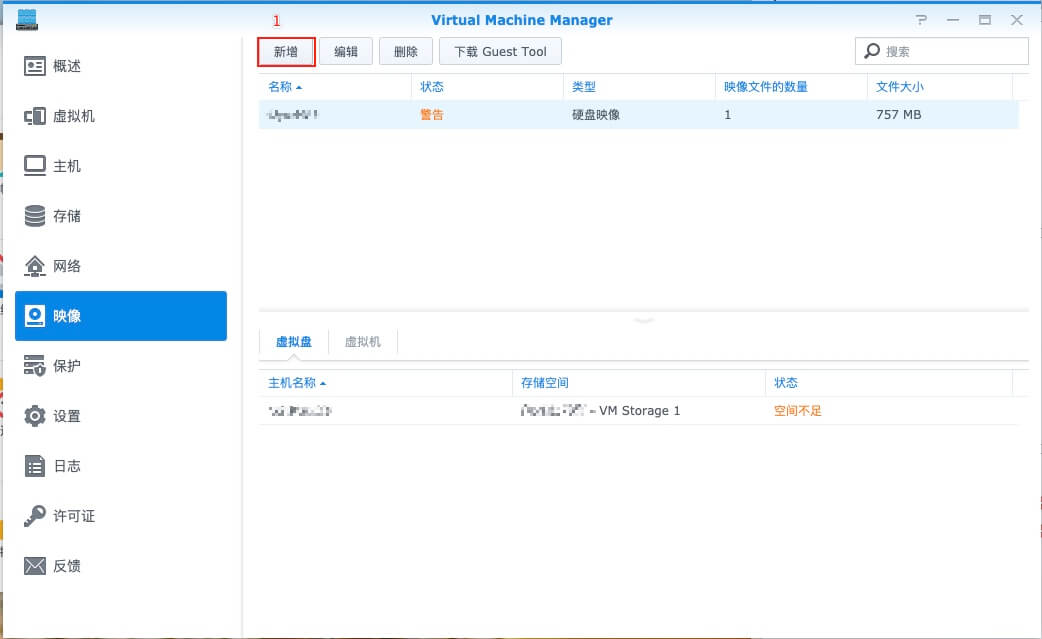 1
Virtual Machine Manager
新增 编辑 删除 下载 Guest Tool 搜索
名称 状态 类型 映像文件的数量 文件大小
警告 硬盘映像 1 757 MB
概述
虚拟机
主机
存储
网络
映像
保护
设置
日志
许可证
反馈
虚拟盘 虚拟机
主机名称 存储空间 状态
- VM Storage 1 空间不足